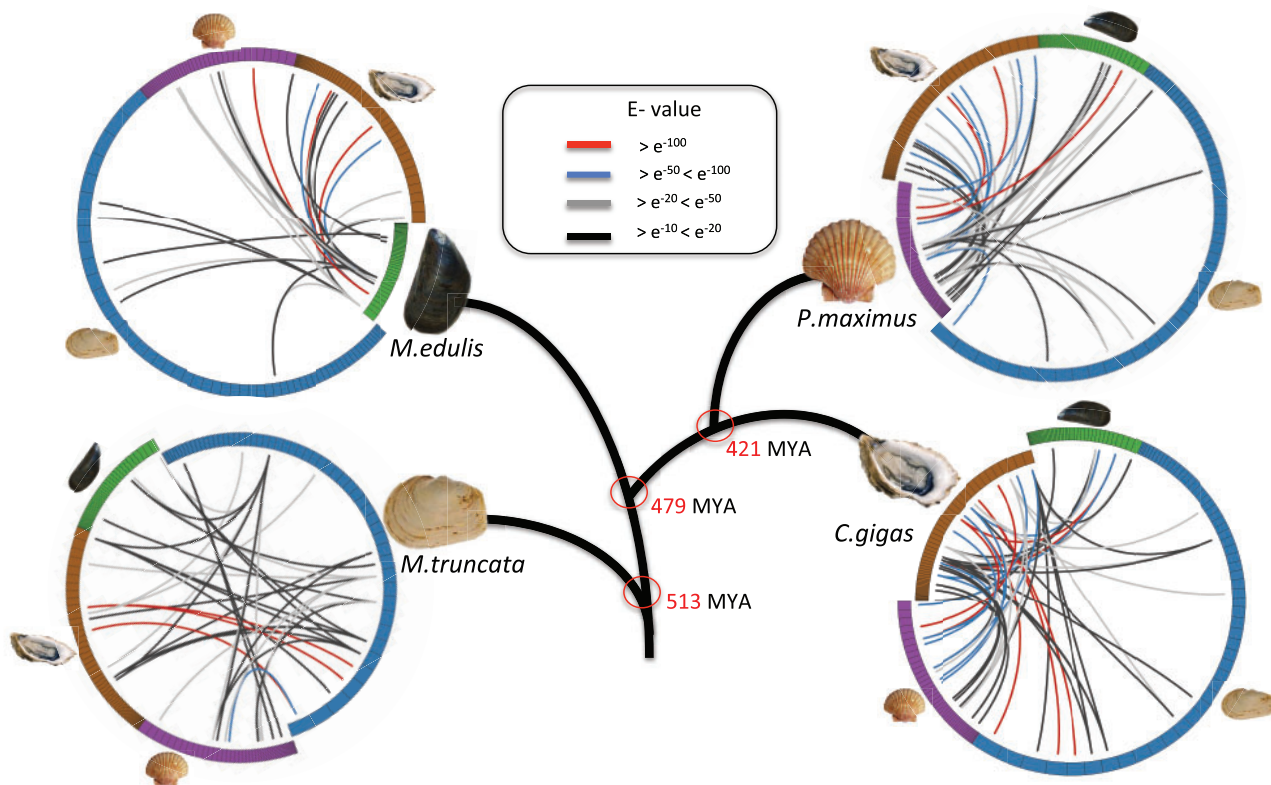 E- value
> e-100
> e-50 < e-100
> e-20 < e-50
> e-10 < e-20
P.maximus
M.edulis
421 MYA
479 MYA
C.gigas
M.truncata
513 MYA